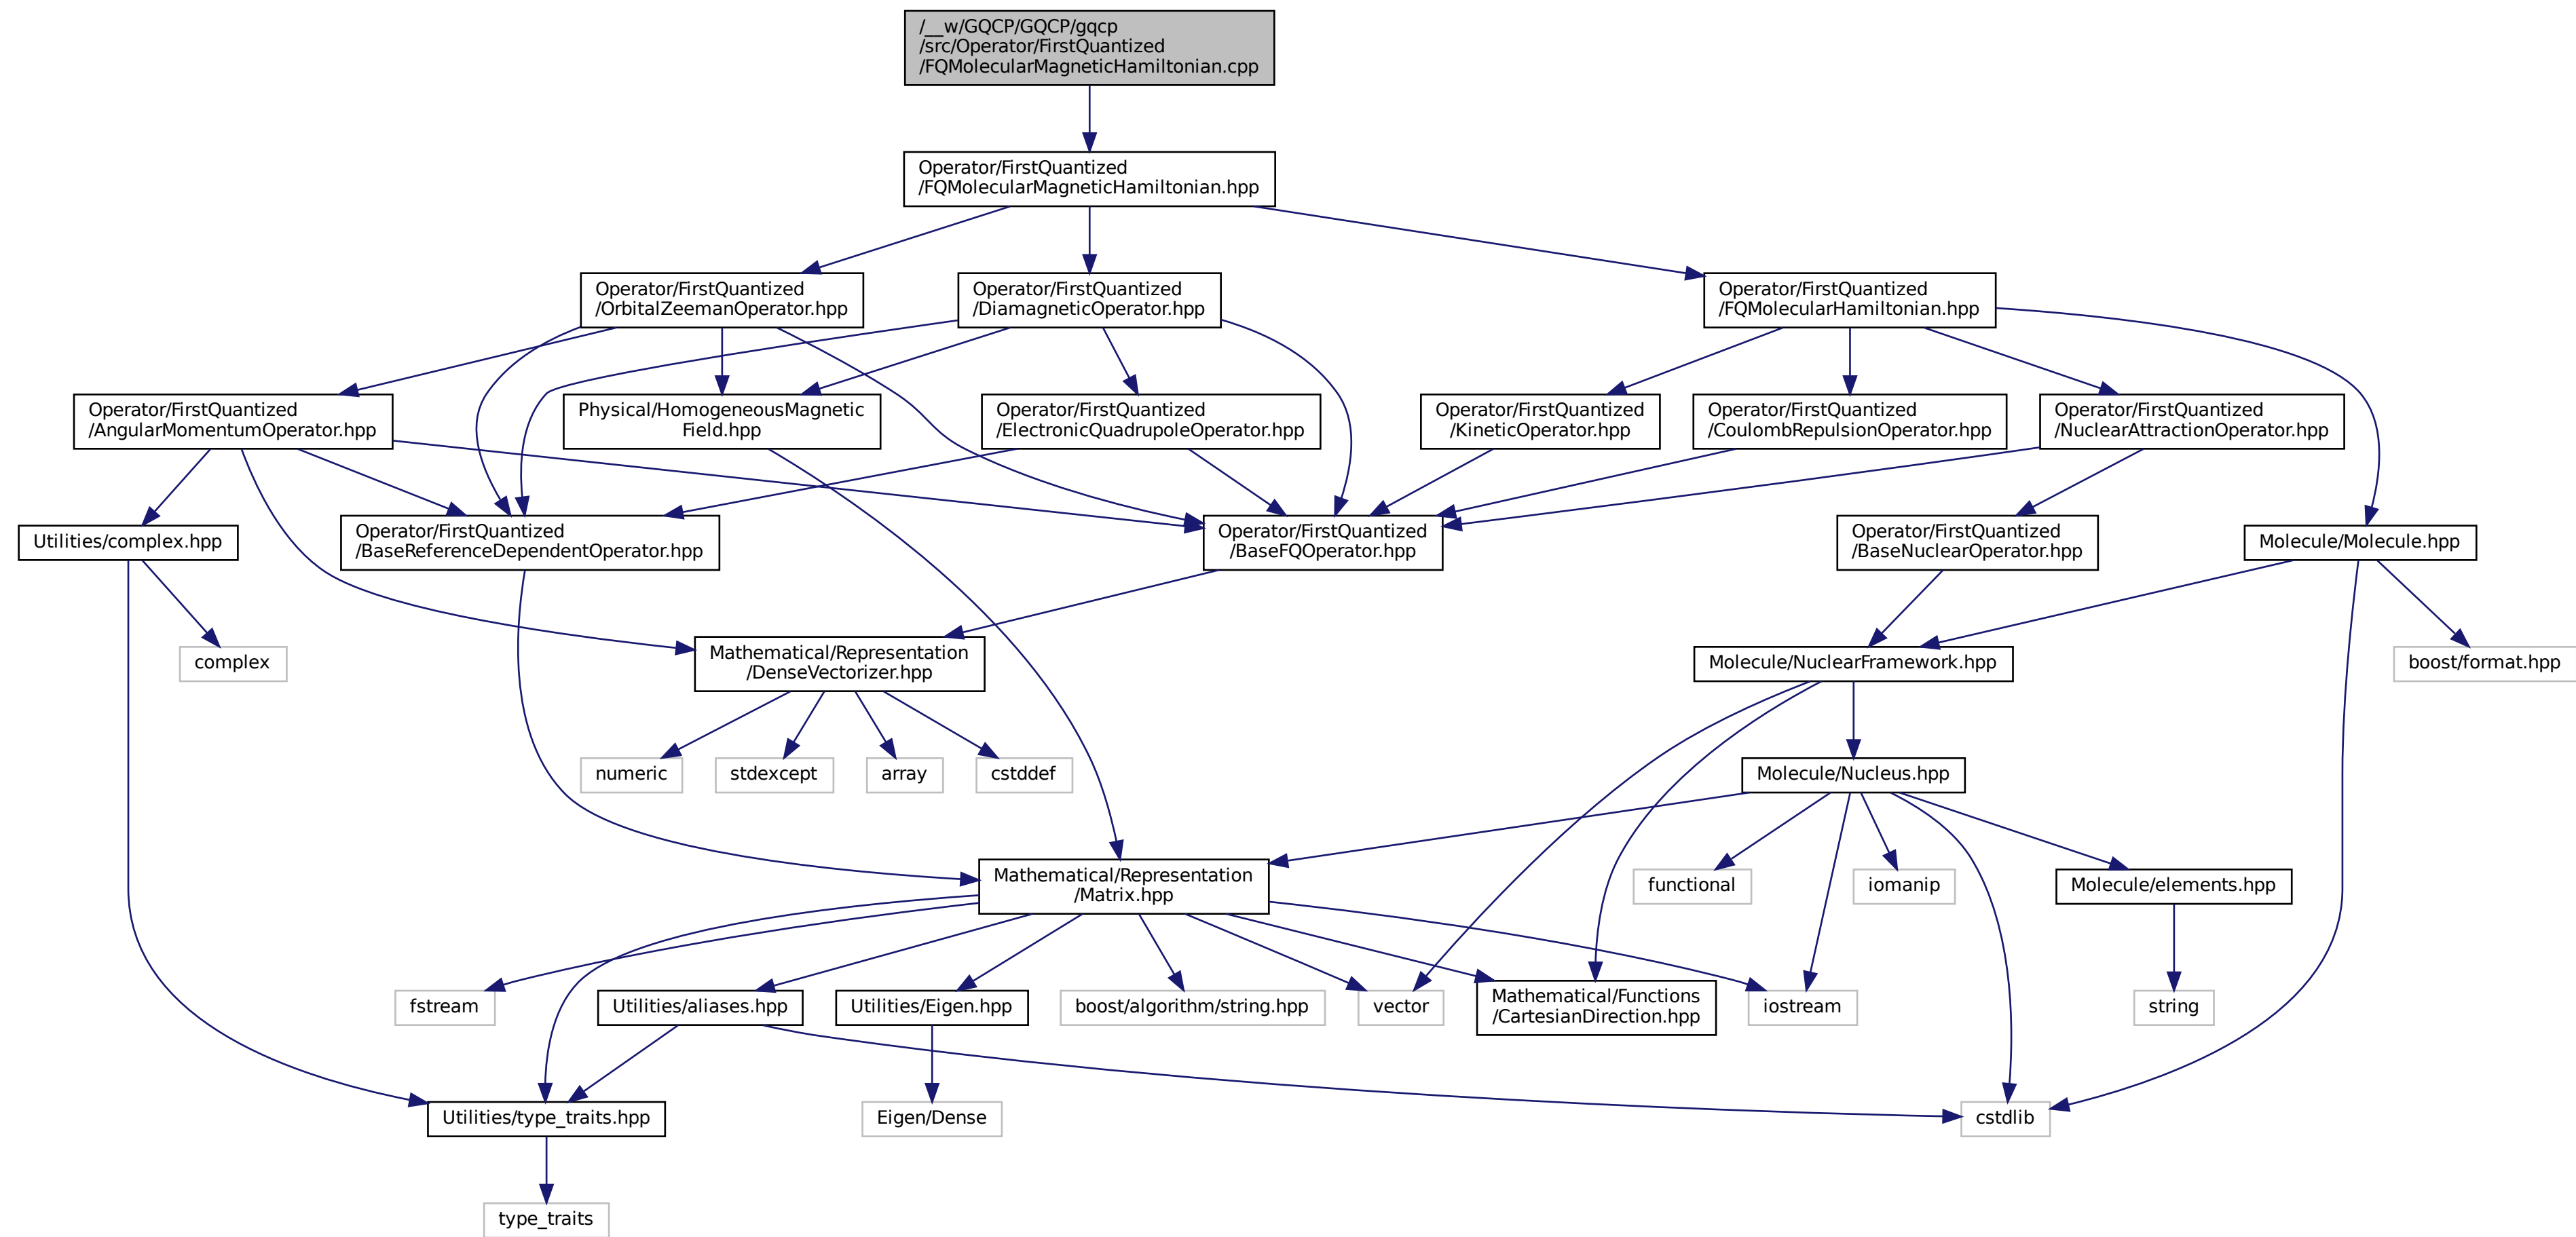 /__w/GQCP/GQCP/gqcp
/src/Operator/FirstQuantized
/FQMolecularMagneticHamiltonian.cpp
Operator/FirstQuantized
/FQMolecularMagneticHamiltonian.hpp
Operator/FirstQuantized
/OrbitalZeemanOperator.hpp
Operator/FirstQuantized
/DiamagneticOperator.hpp
Operator/FirstQuantized
/FQMolecularHamiltonian.hpp
Operator/FirstQuantized
/AngularMomentumOperator.hpp
Physical/HomogeneousMagnetic
Field.hpp
Operator/FirstQuantized
/ElectronicQuadrupoleOperator.hpp
Operator/FirstQuantized
/KineticOperator.hpp
Operator/FirstQuantized
/CoulombRepulsionOperator.hpp
Operator/FirstQuantized
/NuclearAttractionOperator.hpp
Utilities/complex.hpp
Operator/FirstQuantized
/BaseReferenceDependentOperator.hpp
Operator/FirstQuantized
/BaseFQOperator.hpp
Operator/FirstQuantized
/BaseNuclearOperator.hpp
Molecule/Molecule.hpp
complex
Mathematical/Representation
/DenseVectorizer.hpp
Molecule/NuclearFramework.hpp
boost/format.hpp
numeric
stdexcept
array
cstddef
Molecule/Nucleus.hpp
Mathematical/Representation
/Matrix.hpp
functional
iomanip
Molecule/elements.hpp
fstream
Utilities/aliases.hpp
Utilities/Eigen.hpp
boost/algorithm/string.hpp
vector
Mathematical/Functions
/CartesianDirection.hpp
iostream
string
Utilities/type_traits.hpp
Eigen/Dense
cstdlib
type_traits